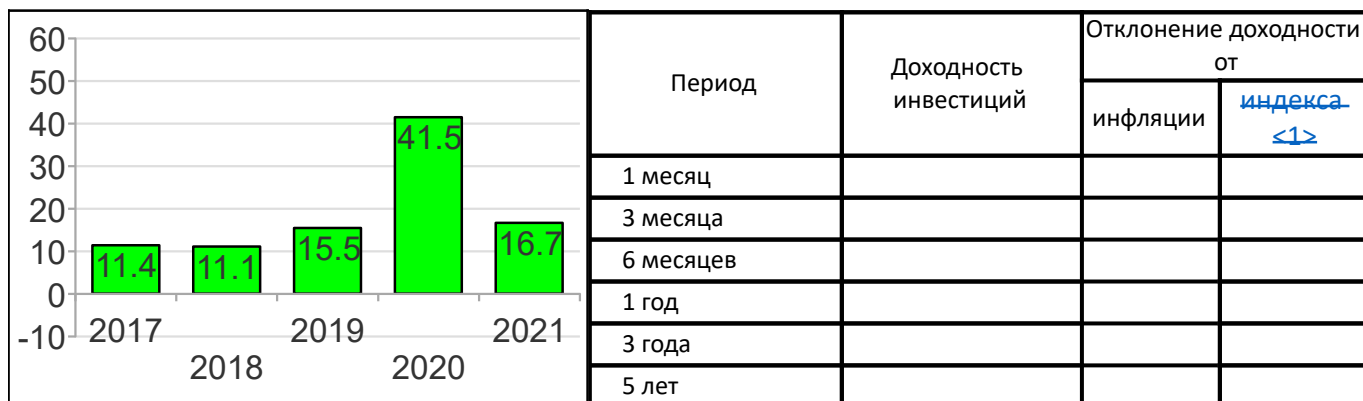 60
50
40
30
20
10
0
-10
11.4
11.1
15.5
41.5
16.7
2017
2018
2019
2020
2021
Период
Доходность
инвестиций
Отклонение доходности
от
инфляции
индекса
<1>
1 месяц
3 месяца
6 месяцев
1 год
3 года
5 лет